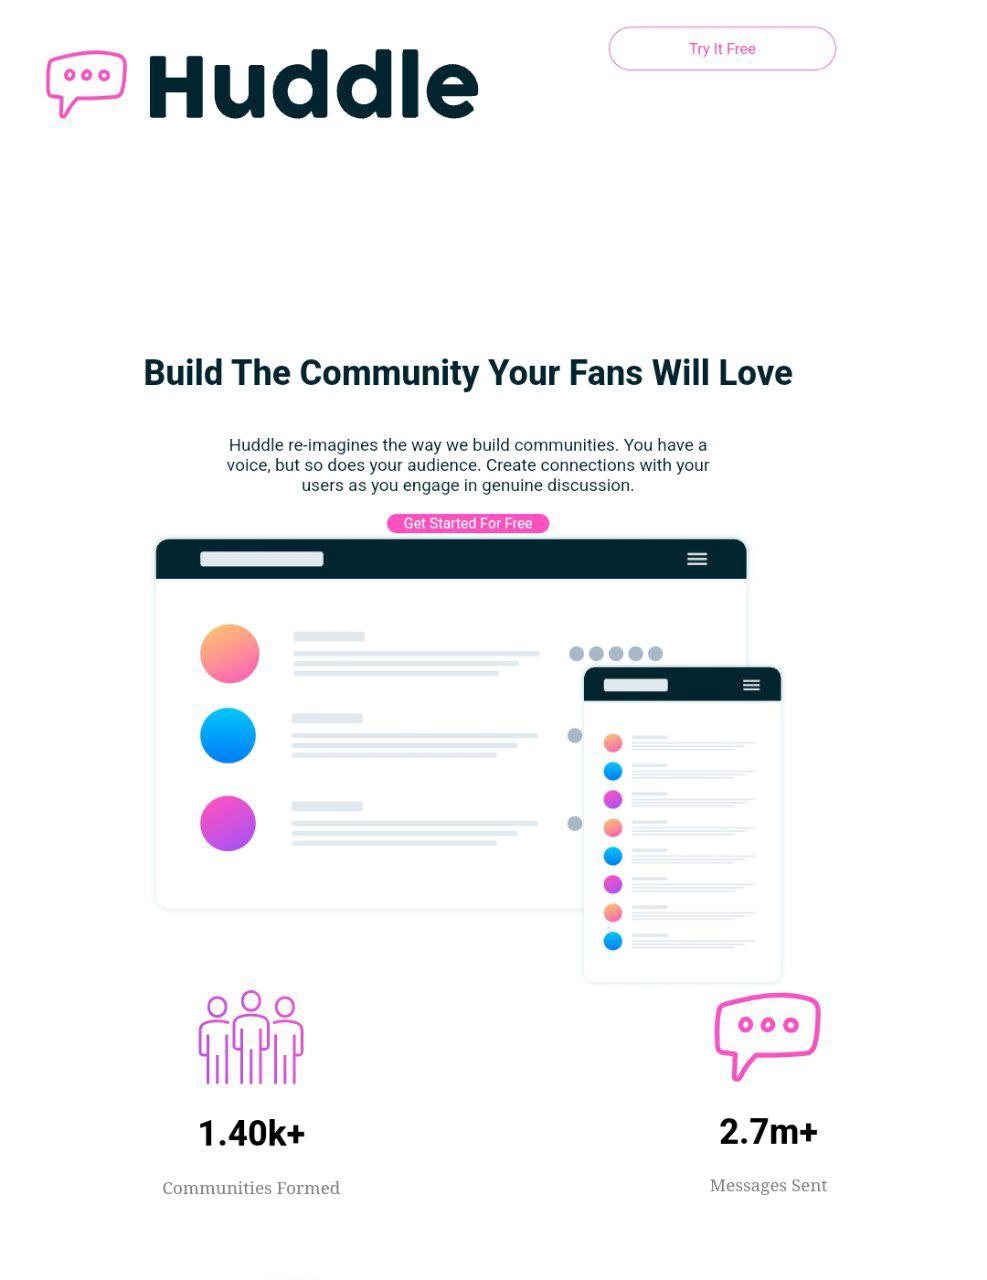 Huddle
Try It Free
Build The Community Your Fans Will Love
Huddle re-imagines the way we build communities. You have a
voice, but so does your audience. Create connections with your
users as you engage in genuine discussion.
Get Started For Free
1.40k+
Communities Formed
2.7m+
Messages Sent